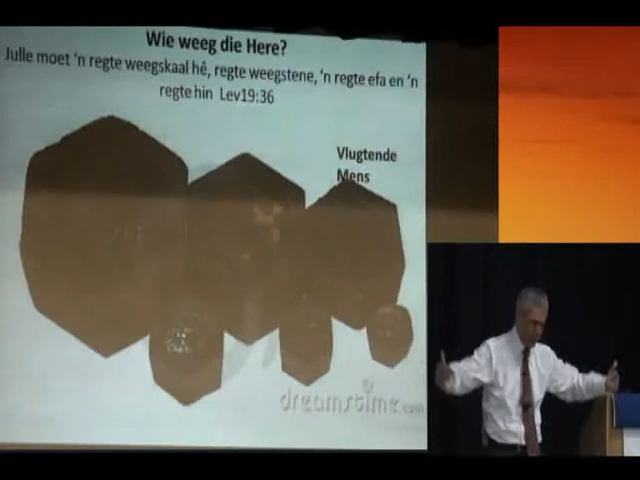 Wie weeg die Here?
Julle moet 'n regte weegskaal hê, regte weegstene, 'n regte efa en 'n
regte hin Lev19:36
Vlugtende
Mens
dreamstime.com